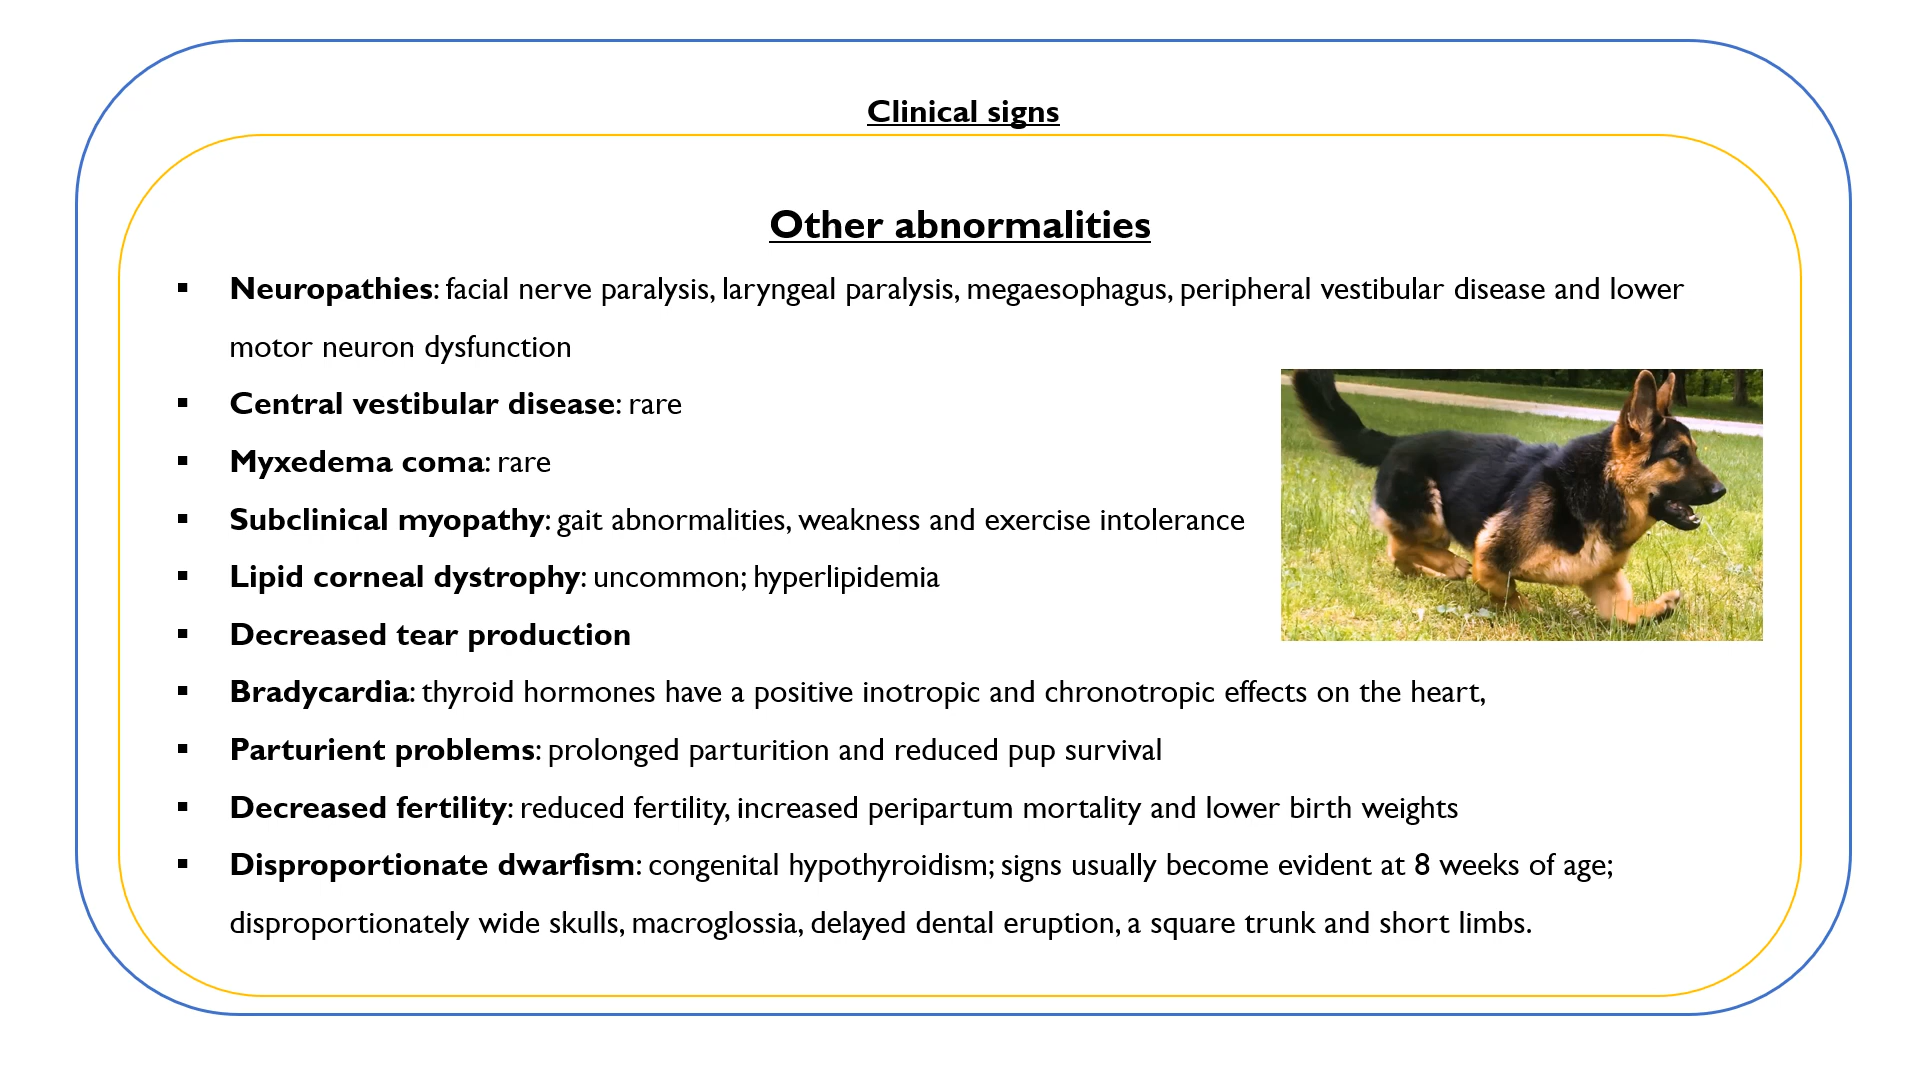 Clinical signs
Other abnormalities
▪ Neuropathies: facial nerve paralysis, laryngeal paralysis, megaesophagus, peripheral vestibular disease and lower
motor neuron dysfunction
▪ Central vestibular disease: rare
▪ Myxedema coma: rare
▪ Subclinical myopathy: gait abnormalities, weakness and exercise intolerance
▪ Lipid corneal dystrophy: uncommon; hyperlipidemia
▪ Decreased tear production
▪ Bradycardia: thyroid hormones have a positive inotropic and chronotropic effects on the heart,
▪ Parturient problems: prolonged parturition and reduced pup survival
▪ Decreased fertility: reduced fertility, increased peripartum mortality and lower birth weights
▪ Disproportionate dwarfism: congenital hypothyroidism; signs usually become evident at 8 weeks of age;
disproportionately wide skulls, macroglossia, delayed dental eruption, a square trunk and short limbs.